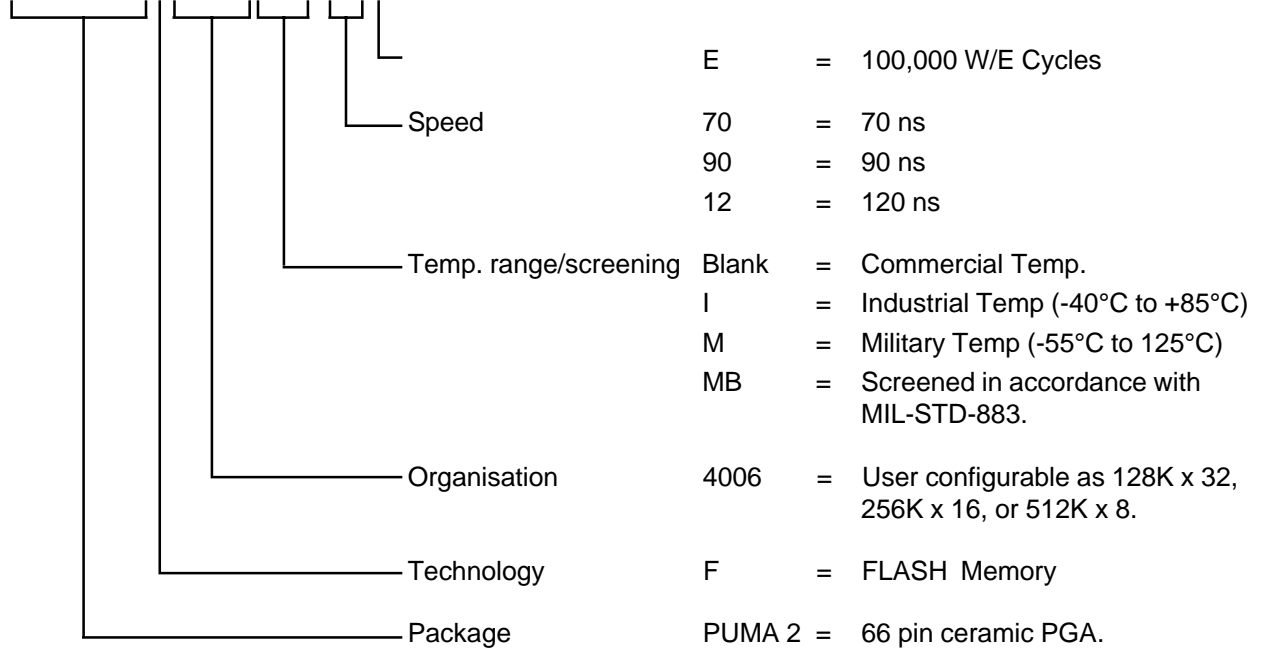 E = 100,000 W/E Cycles
Speed 70 = 70 ns
90 = 90 ns
12 = 120 ns
Temp. range/screening Blank = Commercial Temp.
I = Industrial Temp (-40°C to +85°C)
M = Military Temp (-55°C to 125°C)
MB = Screened in accordance with
MIL-STD-883.
Organisation 4006 = User configurable as 128K x 32,
256K x 16, or 512K x 8.
Technology F = FLASH Memory
Package PUMA 2 = 66 pin ceramic PGA.